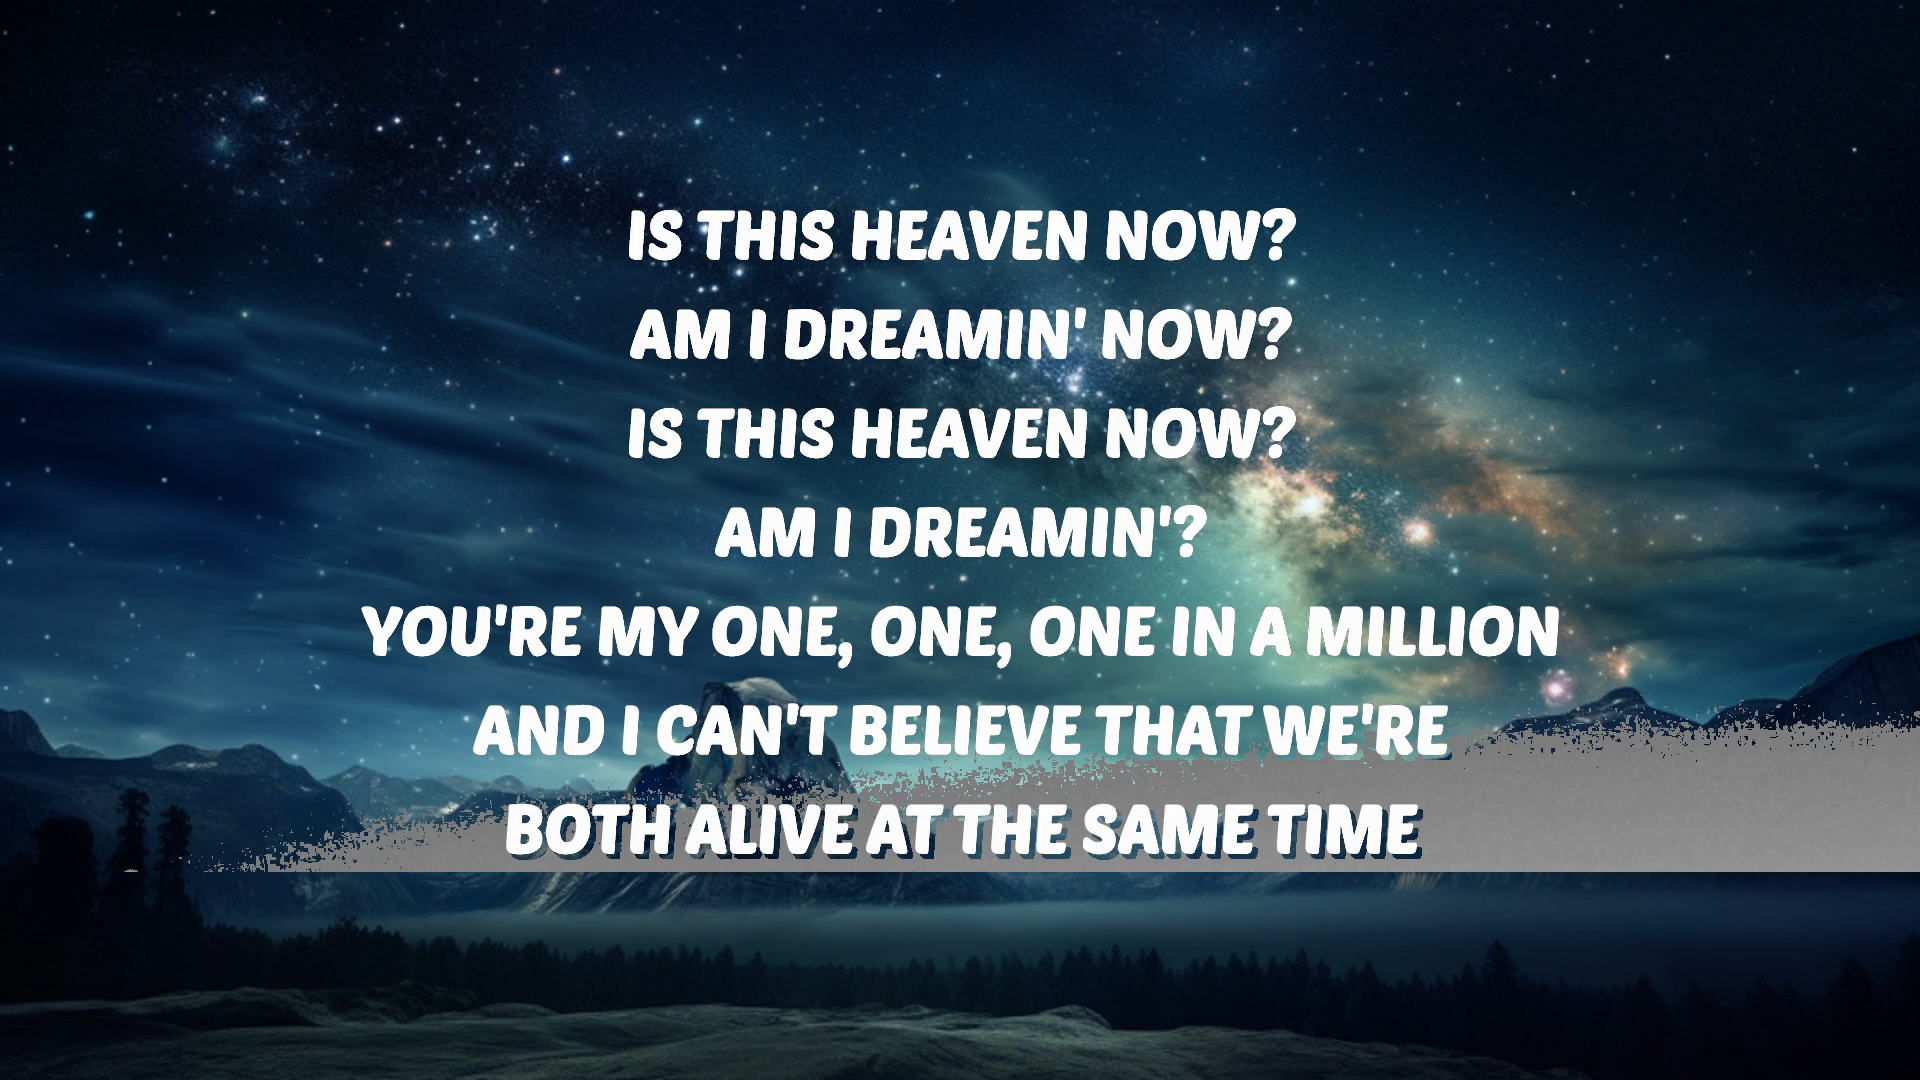 IS THIS HEAVEN NOW?
AM I DREAMIN' NOW?
IS THIS HEAVEN NOW?
AM I DREAMIN'?
YOU'RE MY ONE, ONE, ONE IN A MILLION
AND I CAN'T BELIEVE THAT WE'RE
BOTH ALIVE AT THE SAME TIME